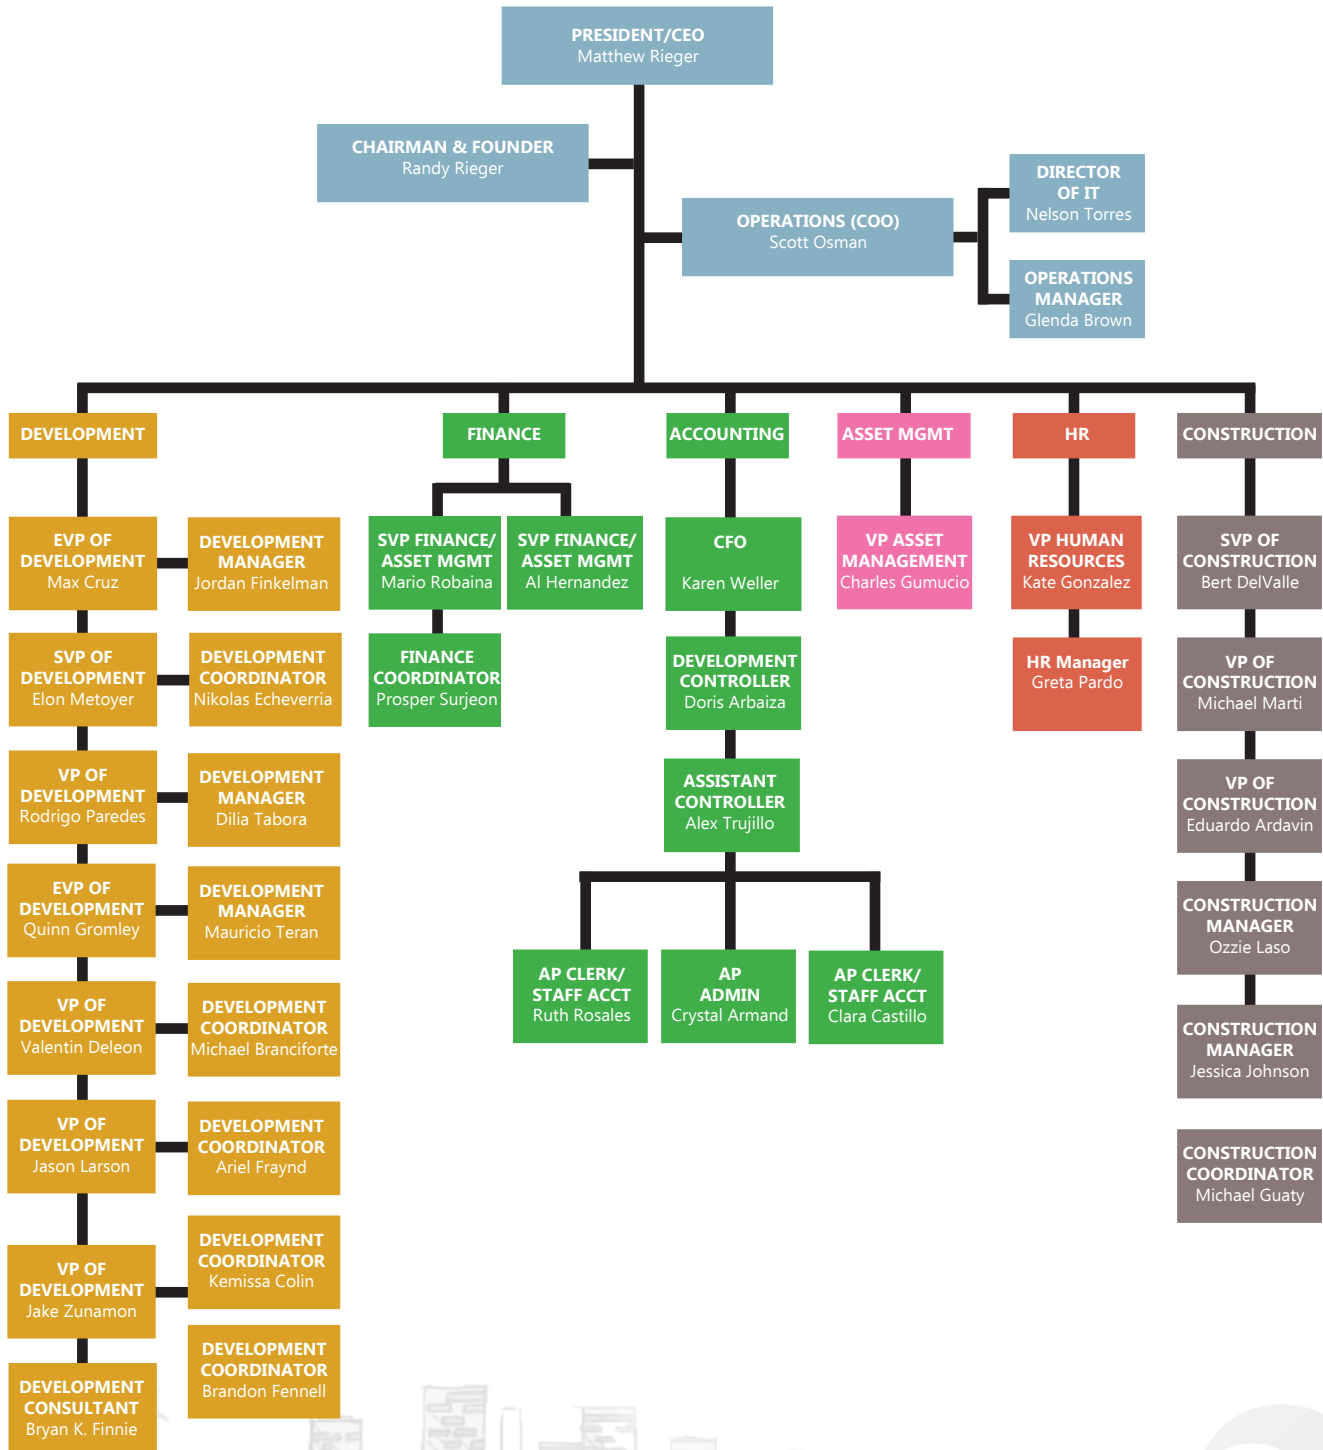 PRESIDENT/CEO
Matthew Rieger
CHAIRMAN & FOUNDER
Randy Rieger
DIRECTOR
OF IT
Nelson Torres
OPERATIONS (COO)
Scott Osman
OPERATIONS
MANAGER
Glenda Brown
DEVELOPMENT
FINANCE
ACCOUNTING
ASSET MGMT
HR
CONSTRUCTION
EVP OF
DEVELOPMENT
Max Cruz
DEVELOPMENT
MANAGER
Jordan Finkelman
SVP FINANCE/
ASSET MGMT
Mario Robaina
SVP FINANCE/
ASSET MGMT
Al Hernandez
CFO
Karen Weller
VP ASSET
MANAGEMENT
Charles Gumucio
VP HUMAN
RESOURCES
Kate Gonzalez
SVP OF
CONSTRUCTION
Bert DelValle
SVP OF
DEVELOPMENT
Elon Metoyer
DEVELOPMENT
COORDINATOR
Nikolas Echeverria
FINANCE
COORDINATOR
Prosper Surjeon
DEVELOPMENT
CONTROLLER
Doris Arbaiza
HR Manager
Greta Pardo
VP OF
CONSTRUCTION
Michael Marti
VP OF
DEVELOPMENT
Rodrigo Paredes
DEVELOPMENT
MANAGER
Dilia Tabora
ASSISTANT
CONTROLLER
Alex Trujillo
VP OF
CONSTRUCTION
Eduardo Ardavin
EVP OF
DEVELOPMENT
Quinn Gromley
DEVELOPMENT
MANAGER
Mauricio Teran
CONSTRUCTION
MANAGER
Ozzie Laso
VP OF
DEVELOPMENT
Valentin Deleon
DEVELOPMENT
COORDINATOR
Michael Branciforte
AP CLERK/
STAFF ACCT
Ruth Rosales
AP
ADMIN
Crystal Armand
AP CLERK/
STAFF ACCT
Clara Castillo
CONSTRUCTION
MANAGER
Jessica Johnson
VP OF
DEVELOPMENT
Jason Larson
DEVELOPMENT
COORDINATOR
Ariel Fraynd
CONSTRUCTION
COORDINATOR
Michael Guaty
VP OF
DEVELOPMENT
Jake Zunamon
DEVELOPMENT
COORDINATOR
Kemissa Colin
DEVELOPMENT
COORDINATOR
Brandon Fennell
DEVELOPMENT
CONSULTANT
Bryan K. Finnie